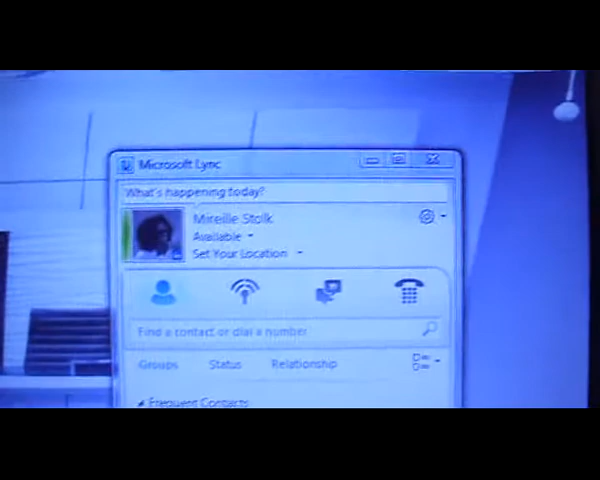 Microsoft Lync
What's happening today?
Mireille Stolk
Available
Set Your Location
Find a contact or dial a number
Groups Status Relationship
Frequent Contacts